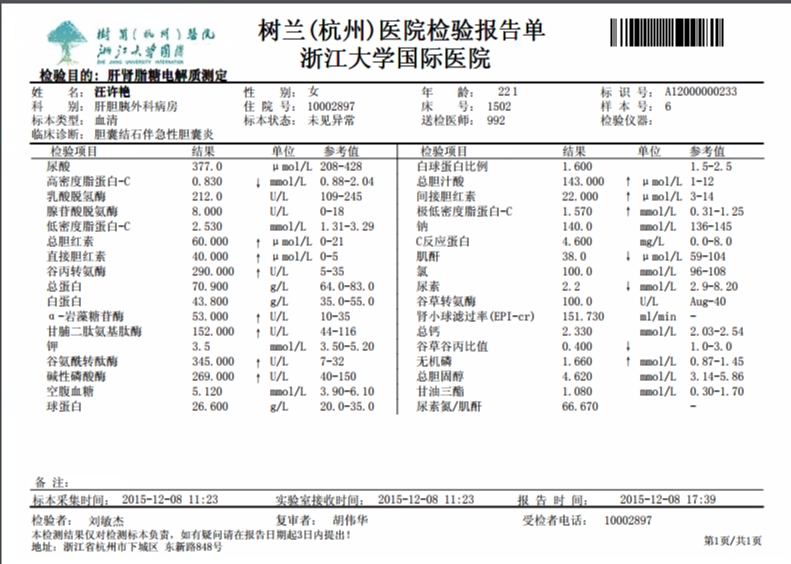 树兰(杭州)医院
浙江大学国际
ZHE JIANG UNIVERSITY INTERNATIONAL
树兰(杭州)医院检验报告单
浙江大学国际医院
检验目的: 肝肾脂糖电解质测定
姓 名: 汪许艳 性 别: 女 年 龄: 221 标 识 号: A12000000233
科 别: 肝胆胰外科病房 住 院 号: 10002897 床 号: 1502 样 本 号: 6
标本类型: 血清 标本状态: 未见异常 送检医师: 992 检验仪器:
临床诊断: 胆囊结石伴急性胆囊炎
检验项目 结果 单位 参考值 检验项目 结果 单位 参考值
尿酸 377.0 μmol/L 208-428 白球蛋白比例 1.600 1.5-2.5
高密度脂蛋白-C 0.830 ↓ mmol/L 0.88-2.04 总胆汁酸 143.000 ↑ μmol/L 1-12
乳酸脱氢酶 212.0 U/L 109-245 间接胆红素 22.000 ↑ μmol/L 3-14
腺苷酸脱氨酶 8.000 U/L 0-18 极低密度脂蛋白-C 1.570 ↑ mmol/L 0.31-1.25
低密度脂蛋白-C 2.530 mmol/L 1.31-3.29 钠 140.0 mmol/L 136-145
总胆红素 60.000 ↑ μmol/L 0-21 C反应蛋白 4.600 mg/L 0.0-8.0
直接胆红素 40.000 ↑ μmol/L 0-5 肌酐 38.0 ↓ μmol/L 59-104
谷丙转氨酶 290.000 ↑ U/L 5-35 氯 100.0 mmol/L 96-108
总蛋白 70.900 g/L 64.0-83.0 尿素 2.2 ↓ mmol/L 2.9-8.20
白蛋白 43.800 g/L 35.0-55.0 谷草转氨酶 100.0 U/L Aug-40
α-岩藻糖苷酶 53.000 ↑ U/L 10-35 肾小球滤过率(EPI-cr) 151.730 ml/min -
甘脯二肽氨基肽酶 152.000 ↑ U/L 44-116 总钙 2.330 mmol/L 2.03-2.54
钾 3.5 mmol/L 3.50-5.20 谷草谷丙比值 0.400 ↓ 1.0-3.0
谷氨酰转肽酶 345.000 ↑ U/L 7-32 无机磷 1.660 ↑ mmol/L 0.87-1.45
碱性磷酸酶 269.000 ↑ U/L 40-150 总胆固醇 4.620 mmol/L 3.14-5.86
空腹血糖 5.120 mmol/L 3.90-6.10 甘油三酯 1.080 mmol/L 0.30-1.70
球蛋白 26.600 g/L 20.0-35.0 尿素氮/肌酐 66.670 -
备 注:
标本采集时间: 2015-12-08 11:23 实验室接收时间: 2015-12-08 11:23 报 告 时 间: 2015-12-08 17:39
检验者: 刘敏杰 复审者: 胡伟华 受检者电话: 10002897
本检测结果仅对检测标本负责, 如有疑问请在报告日期起3日内提出!
地址: 浙江省杭州市下城区 东新路848号 第1页/共1页